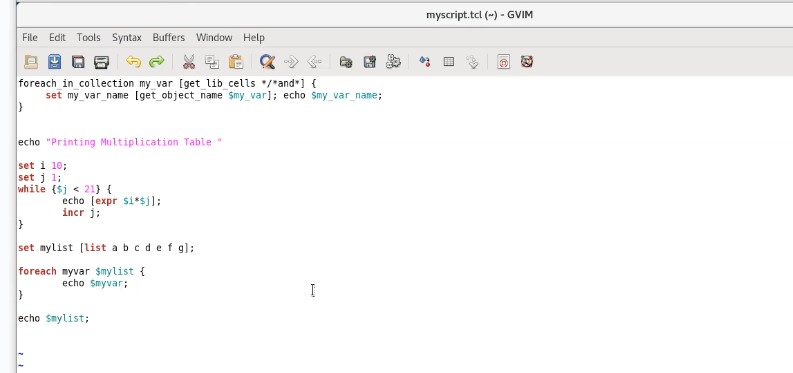 myscript.tcl (~) - GVIM
File Edit Tools Syntax Buffers Window Help
foreach_in_collection my_var [get_lib_cells */*and*] {
set my_var_name [get_object_name $my_var]; echo $my_var_name;
}
echo "Printing Multiplication Table "
set i 10;
set j 1;
while {$j < 21} {
echo [expr $i*$j];
incr j;
}
set mylist [list a b c d e f g];
foreach myvar $mylist {
echo $myvar;
}
echo $mylist;
~
~